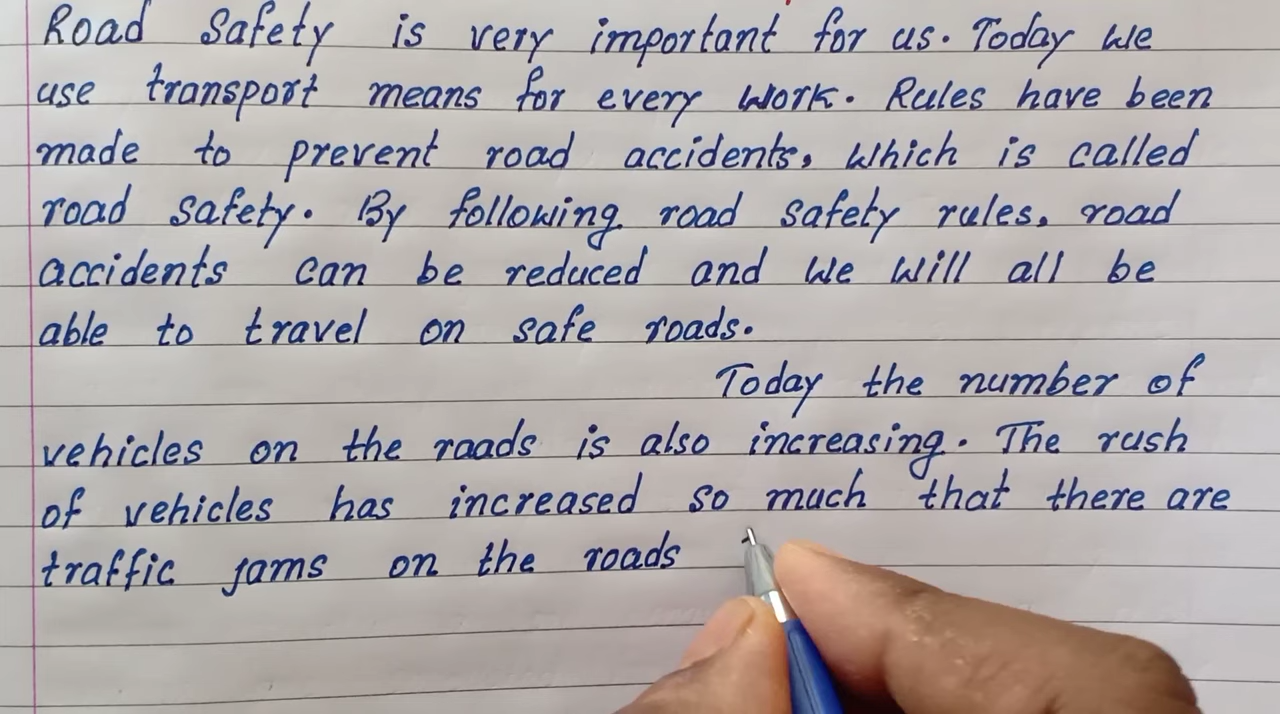 Road Safety is very important for us. Today we
use transport means for every work. Rules have been
made to prevent road accidents, which is called
road safety. By following road safety rules, road
accidents can be reduced and we will all be
able to travel on safe roads.
Today the number of
vehicles on the roads is also increasing. The rush
of vehicles has increased so much that there are
traffic jams on the roads